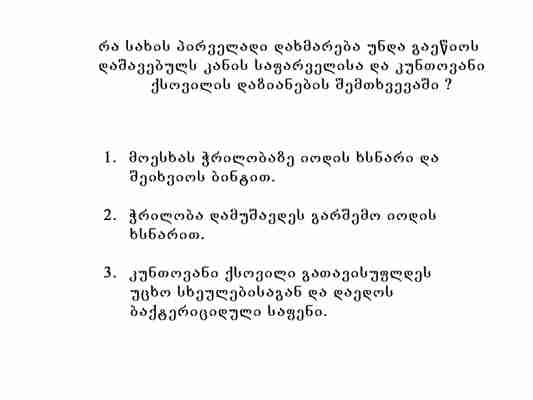 რა სახის პირველადი დახმარება უნდა გაეწიოს
დაშავებულს კანის საფარველისა და კუნთოვანი
ქსოვილის დაზიანების შემთხვევაში ?
1. მოესხას ჭრილობაზე იოდის ხსნარი და
შეიხვიოს ბინტით.
2. ჭრილობა დამუშავდეს გარშემო იოდის
ხსნარით.
3. კუნთოვანი ქსოვილი გათავისუფლდეს
უცხო სხეულებისაგან და დაედოს
ბაქტერიციდული საფენი.